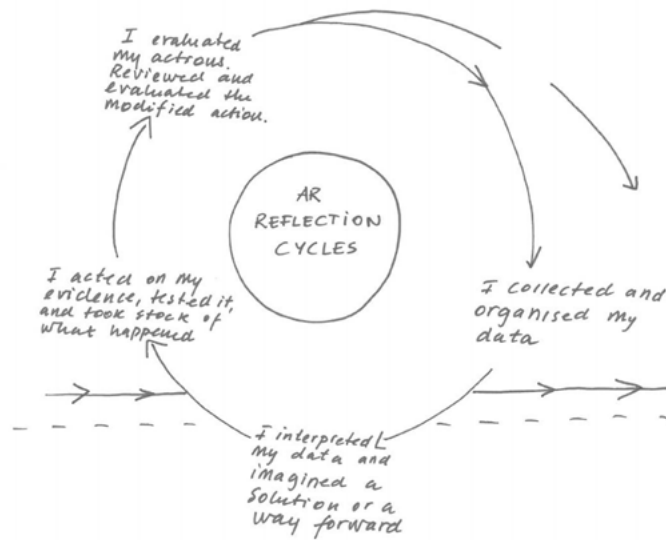 I evaluated
my actions.
Reviewed and
evaluated the
modified action.
AR
REFLECTION
CYCLES
I collected and
organised my
data
I interpreted
my data and
imagined a
solution or a
way forward
I acted on my
evidence, tested it,
and took stock of
what happened